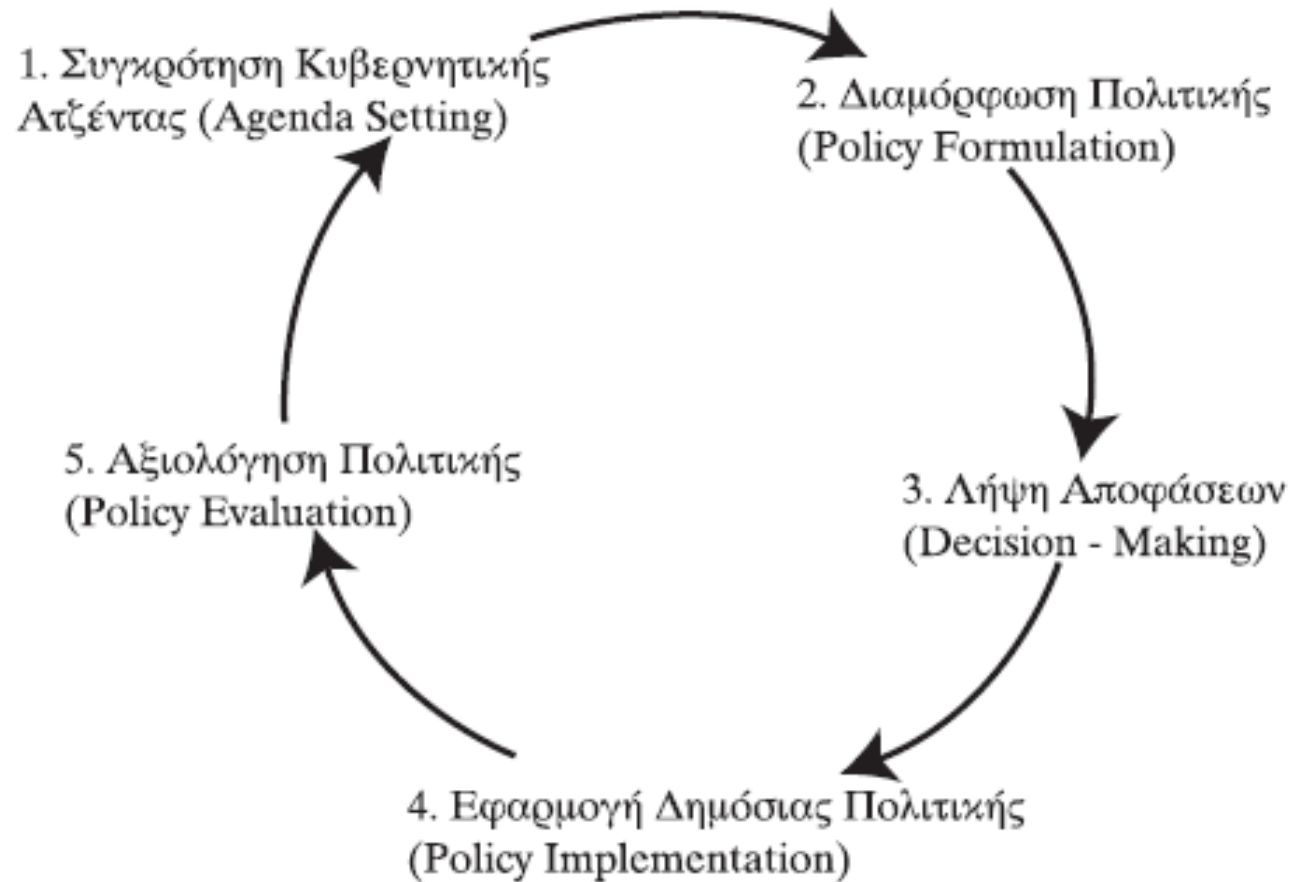 1. Συγκρότηση Κυβερνητικής
Ατζέντας (Agenda Setting)
2. Διαμόρφωση Πολιτικής
(Policy Formulation)
3. Λήψη Αποφάσεων
(Decision - Making)
4. Εφαρμογή Δημόσιας Πολιτικής
(Policy Implementation)
5. Αξιολόγηση Πολιτικής
(Policy Evaluation)